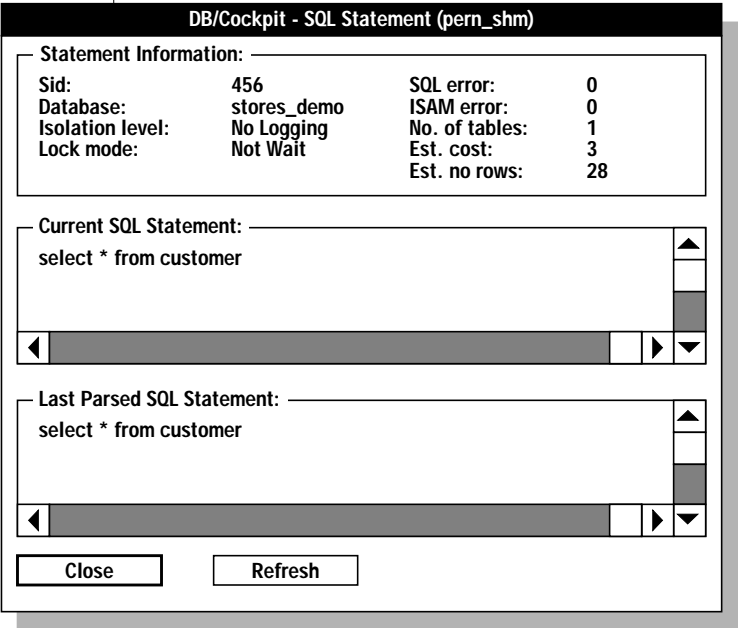 DB/Cockpit - SQL Statement (pern_shm)
Statement Information:
Sid: 456 SQL error: 0
Database: stores_demo ISAM error: 0
Isolation level: No Logging No. of tables: 1
Lock mode: Not Wait Est. cost: 3
Est. no rows: 28
Current SQL Statement:
select * from customer
Last Parsed SQL Statement:
select * from customer
Close Refresh